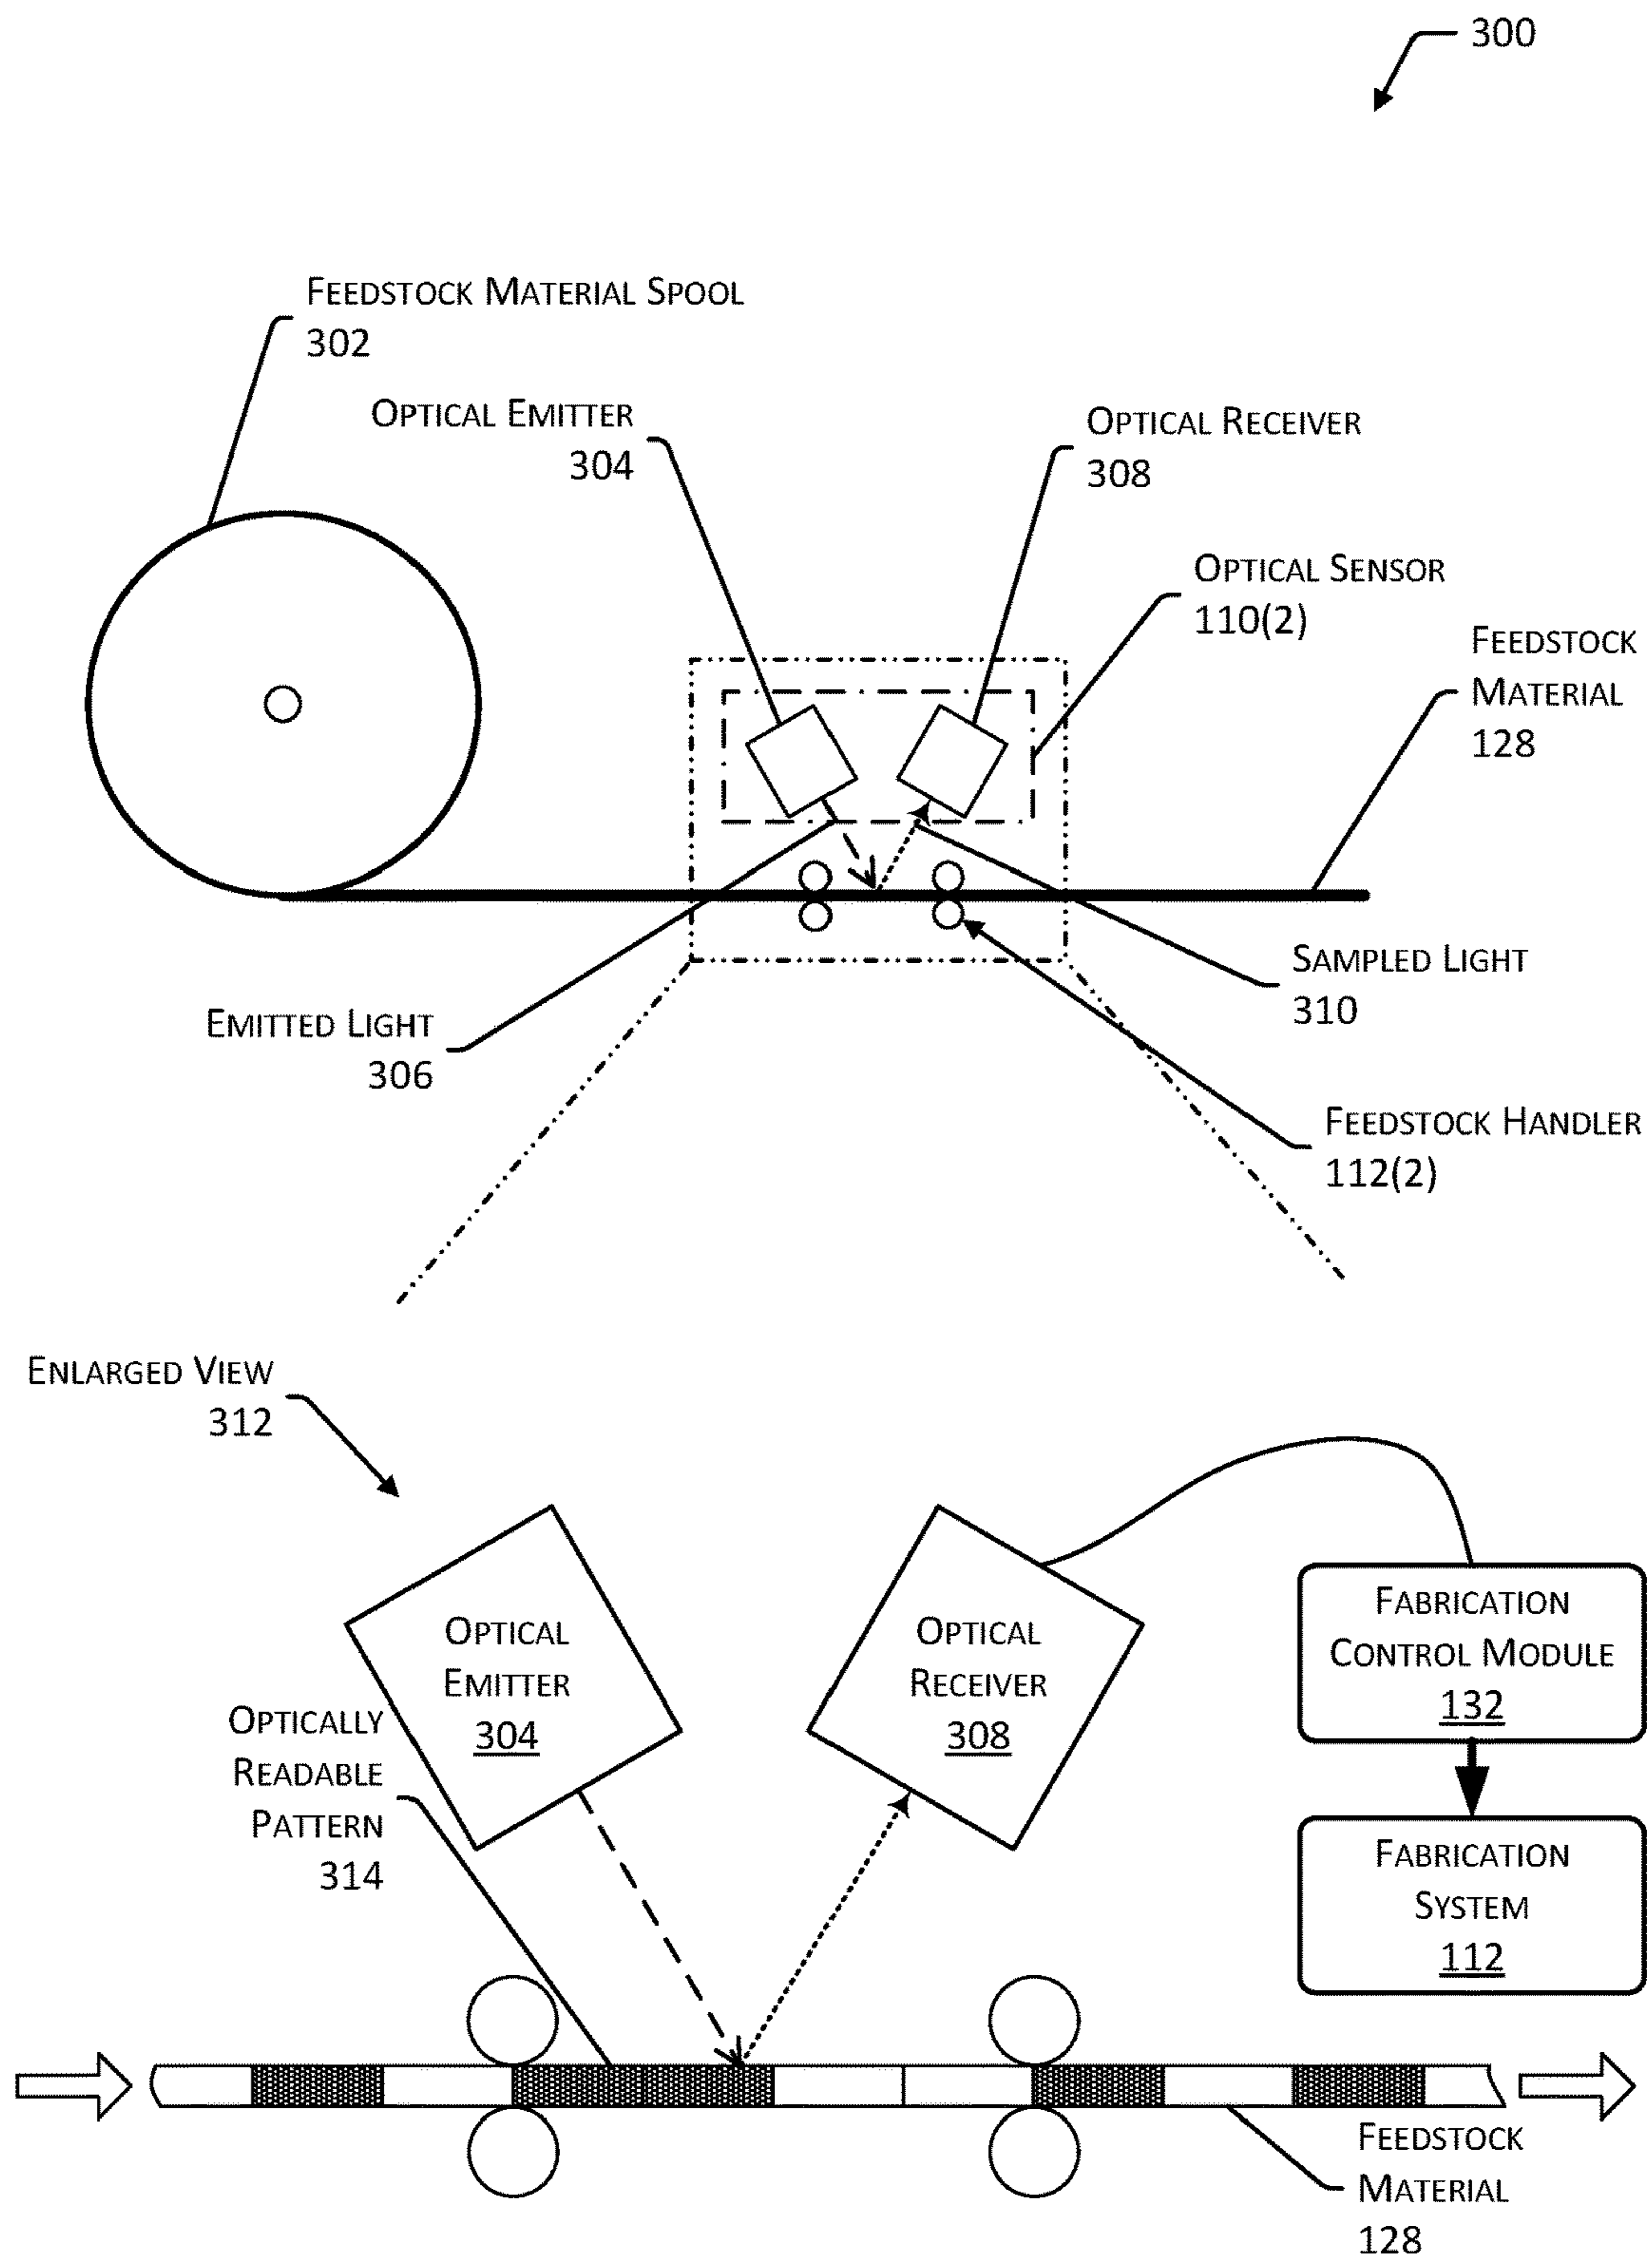 300
FEEDSTOCK MATERIAL SPOOL
302
OPTICAL EMITTER
304
OPTICAL RECEIVER
308
OPTICAL SENSOR
110(2)
FEEDSTOCK
MATERIAL
128
SAMPLED LIGHT
310
EMITTED LIGHT
306
FEEDSTOCK HANDLER
112(2)
ENLARGED VIEW
312
OPTICAL
EMITTER
304
OPTICAL
RECEIVER
308
FABRICATION
CONTROL MODULE
132
OPTICALLY
READABLE
PATTERN
314
FABRICATION
SYSTEM
112
FEEDSTOCK
MATERIAL
128